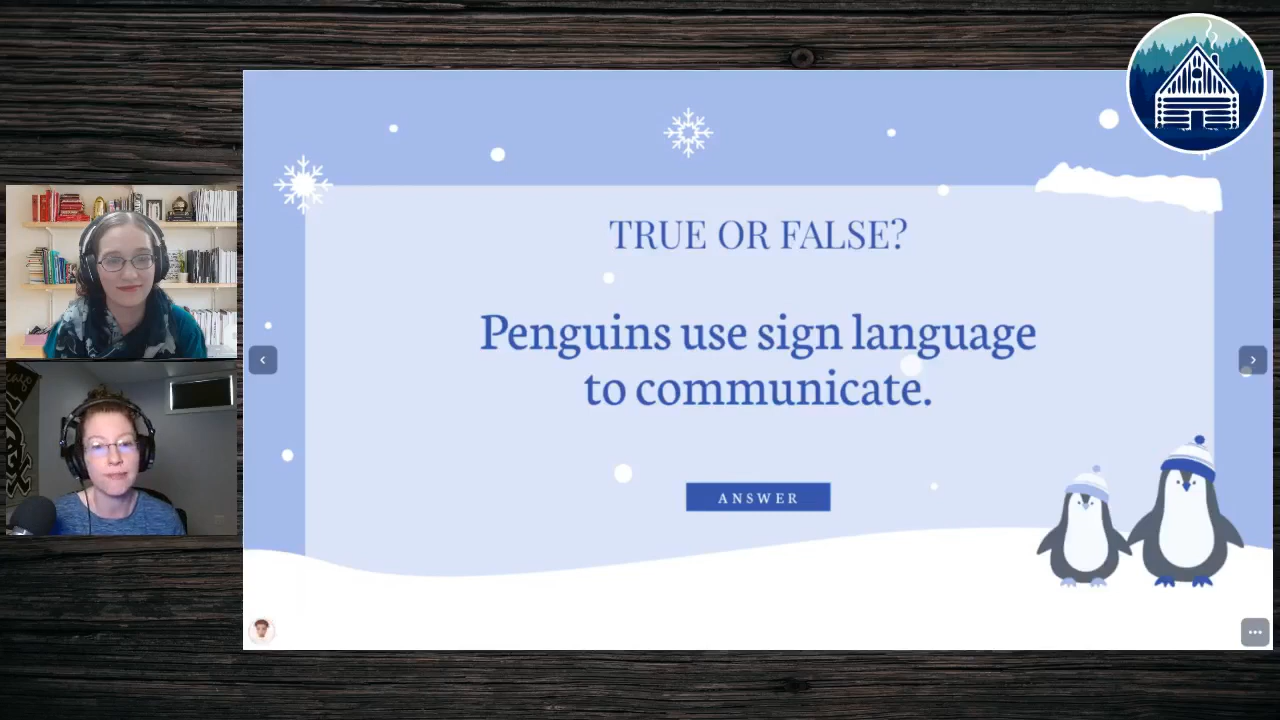 TRUE OR FALSE?
Penguins use sign language
to communicate.
ANSWER